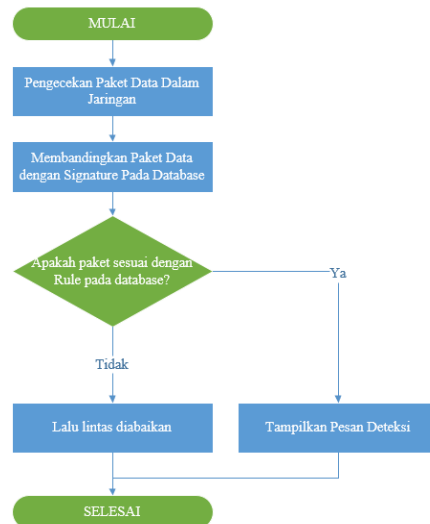 MULAI
Pengecekan Paket Data Dalam
Jaringan
Membandingkan Paket Data
dengan Signature Pada Database
Apakah paket sesuai dengan
Rule pada database?
Ya
Tidak
Lalu lintas diabaikan
Tampilkan Pesan Deteksi
SELESAI